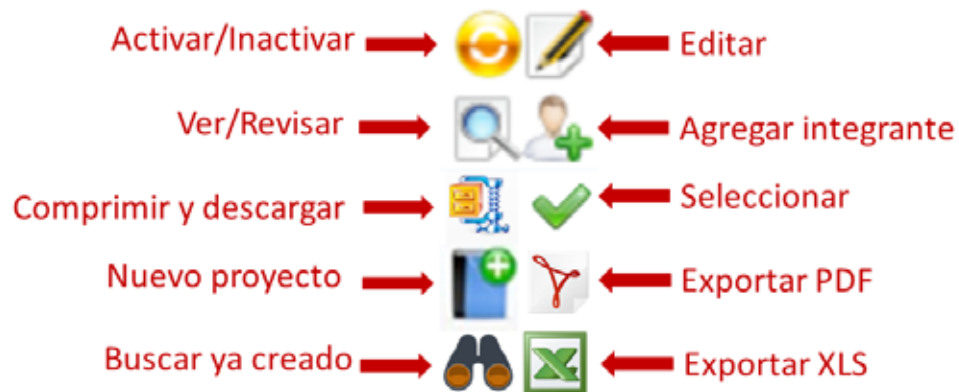 Activar/Inactivar
Editar
Ver/Revisar
Agregar integrante
Comprimir y descargar
Seleccionar
Nuevo proyecto
Exportar PDF
Buscar ya creado
Exportar XLS